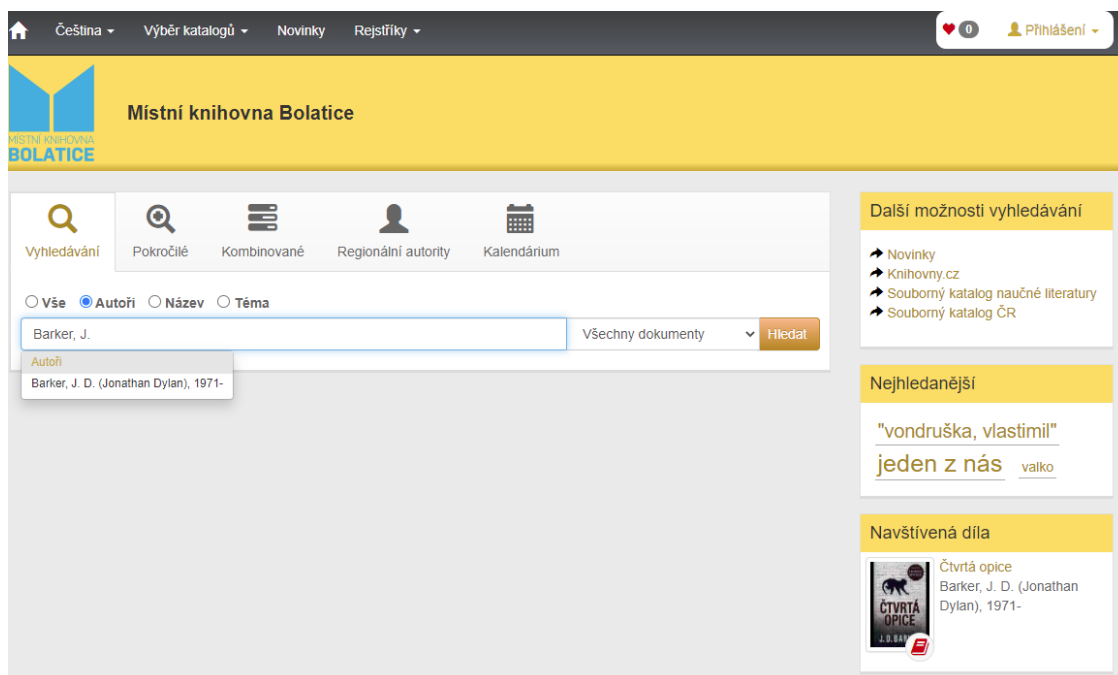 Čeština
Výběr katalogů
Novinky
Rejstříky
0
Přihlášení
MÍSTNÍ KNIHOVNA
BOLATICE
Místní knihovna Bolatice
Vyhledávání
Pokročilé
Kombinované
Regionální autority
Kalendárium
Vše
Autoři
Název
Téma
Barker, J.
Všechny dokumenty
Hledat
Autoři
Barker, J. D. (Jonathan Dylan), 1971-
Další možnosti vyhledávání
Novinky
Knihovny.cz
Souborný katalog naučné literatury
Souborný katalog ČR
Nejhledanější
"vondruška, vlastimil"
jeden z nás
valko
Navštívená díla
Čtvrtá opice
Barker, J. D. (Jonathan
Dylan), 1971-
ČTVRTÁ
OPICE